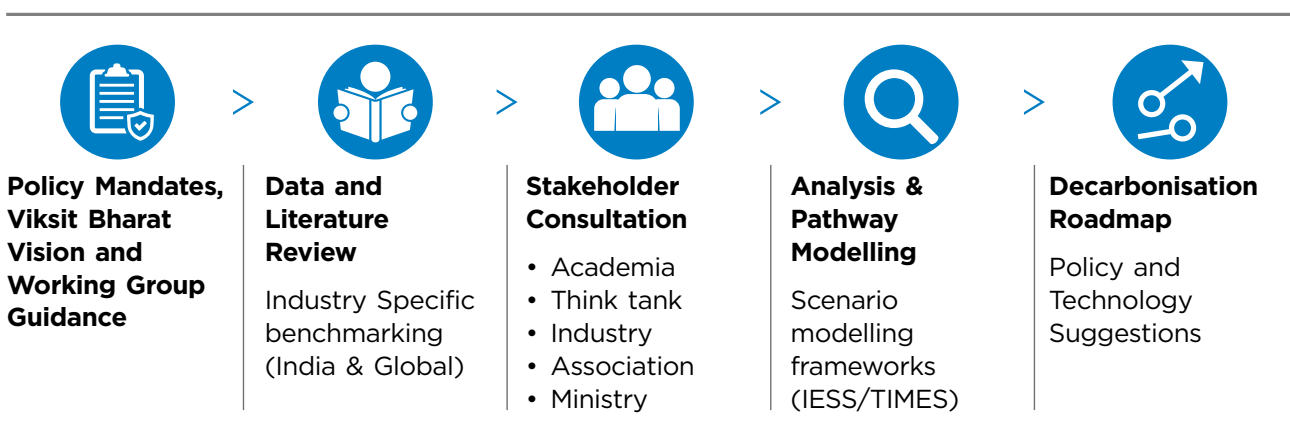 Policy Mandates,
Viksit Bharat
Vision and
Working Group
Guidance
Data and
Literature
Review
Industry Specific
benchmarking
(India & Global)
Stakeholder
Consultation
• Academia
• Think tank
• Industry
• Association
• Ministry
Analysis &
Pathway
Modelling
Scenario
modelling
frameworks
(IESS/TIMES)
Decarbonisation
Roadmap
Policy and
Technology
Suggestions